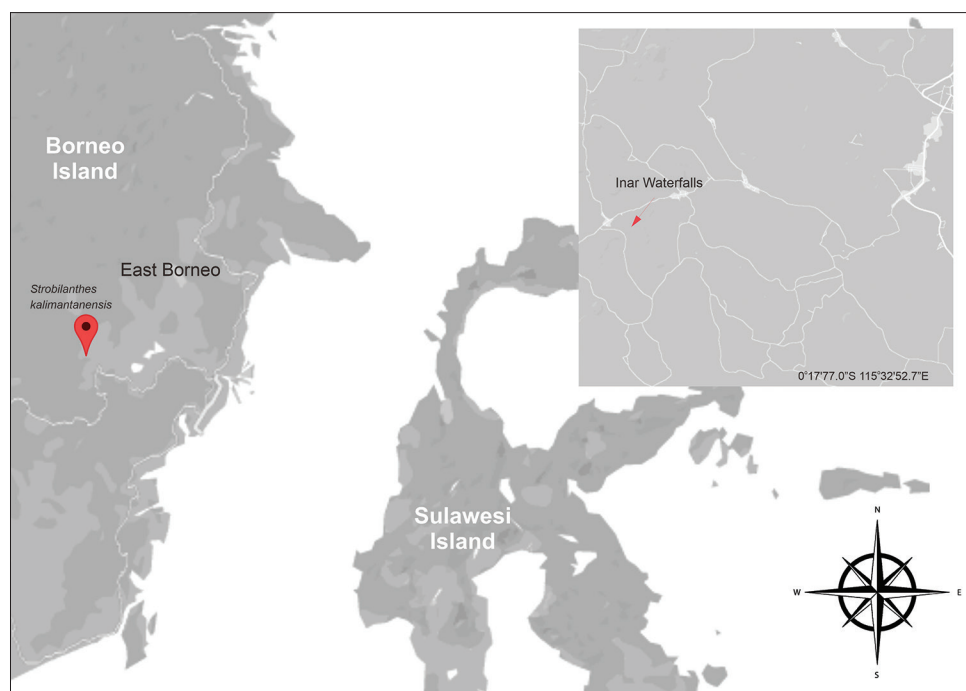 Borneo
Island
East Borneo
Strobilanthes
kalimantanensis
Inar Waterfalls
0°17'77.0"S 115°32'52.7"E
Sulawesi
Island
N
W
E
S